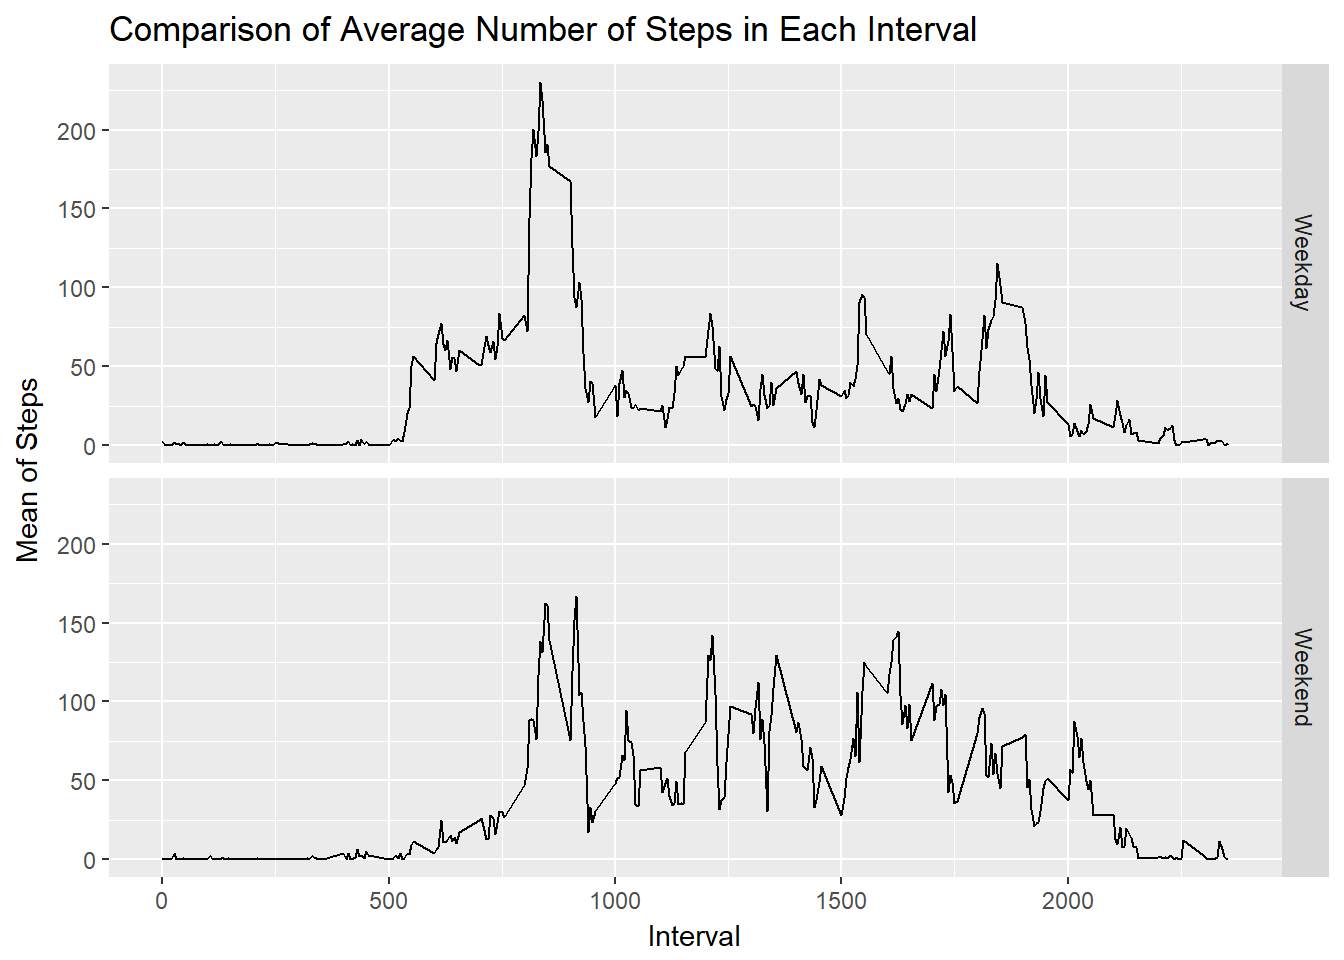 Comparison of Average Number of Steps in Each Interval
Mean of Steps
200
150
100
50
0
Weekday
200
150
100
50
0
Weekend
0 500 1000 1500 2000
Interval